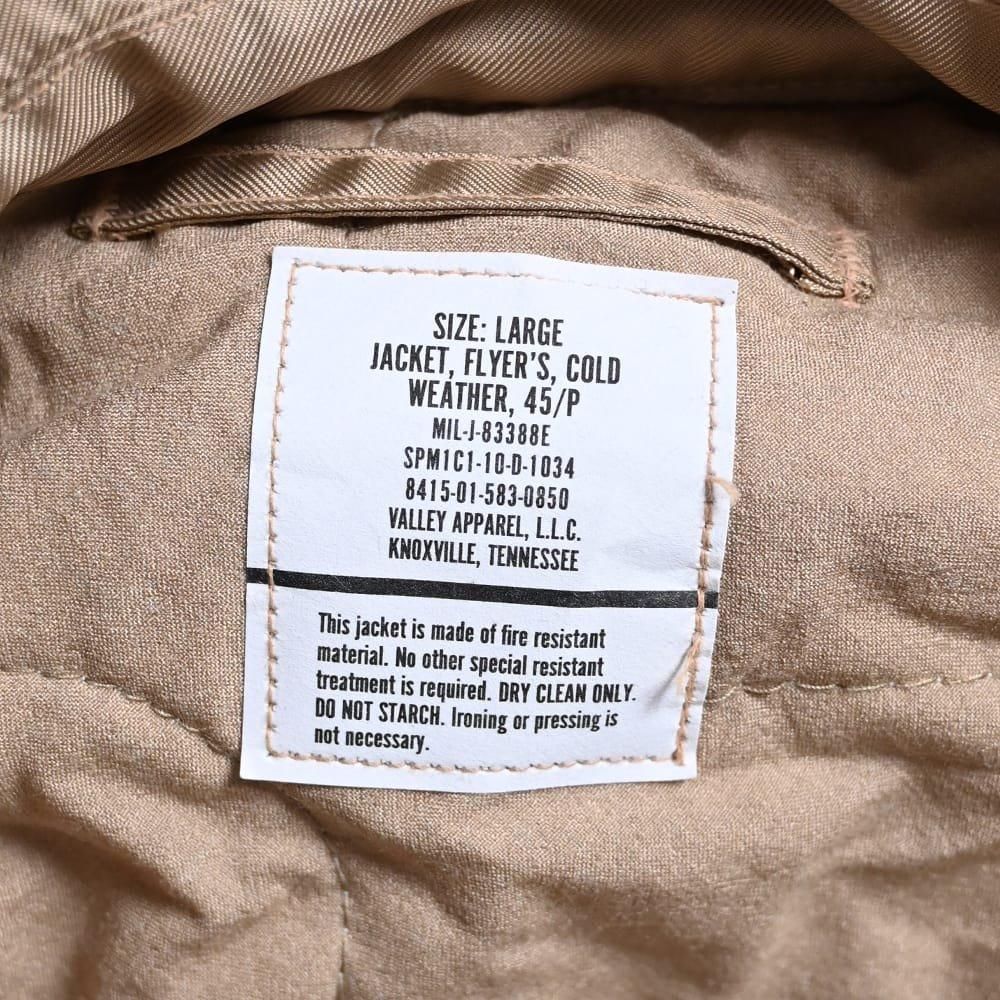 SIZE: LARGE
JACKET, FLYER'S, COLD
WEATHER, 45/P
MIL-J-83388E
SPM1C1-10-D-1034
8415-01-583-0850
VALLEY APPAREL, L.L.C.
KNOXVILLE, TENNESSEE
This jacket is made of fire resistant
material. No other special resistant
treatment is required. DRY CLEAN ONLY.
DO NOT STARCH. Ironing or pressing is
not necessary.